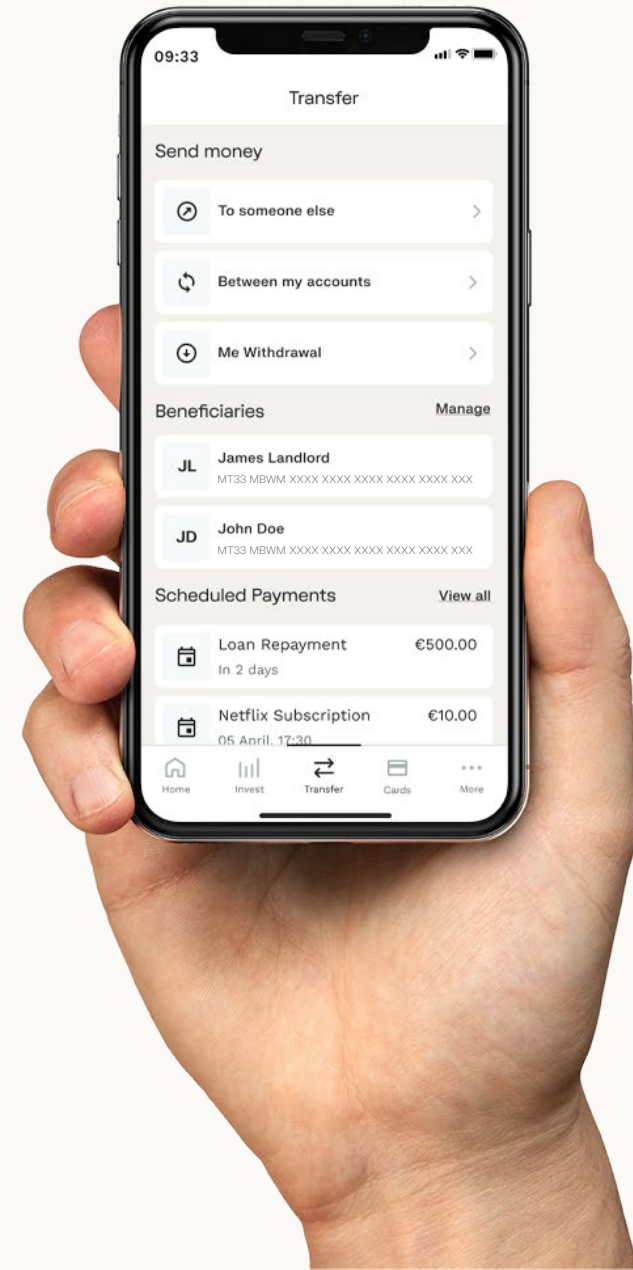 09:33
Transfer
Send money
To someone else
Between my accounts
Me Withdrawal
Beneficiaries
Manage
JL
James Landlord
MT33 MBWM XXXX XXXX XXXX XXXX XXXX XXX
JD
John Doe
MT33 MBWM XXXX XXXX XXXX XXXX XXXX XXX
Scheduled Payments
View all
Loan Repayment
€500.00
In 2 days
Netflix Subscription
€10.00
05 April, 17:30
Home
Invest
Transfer
Cards
More